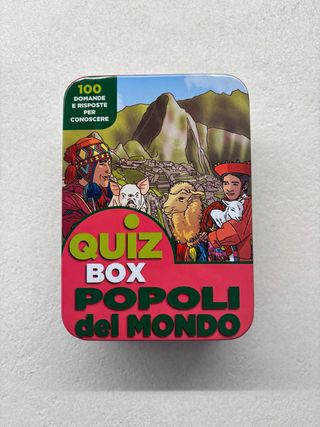 100
DOMANDE
E RISPOSTE
PER
CONOSCERE
QUIZ
BOX
POPOLI
del MONDO